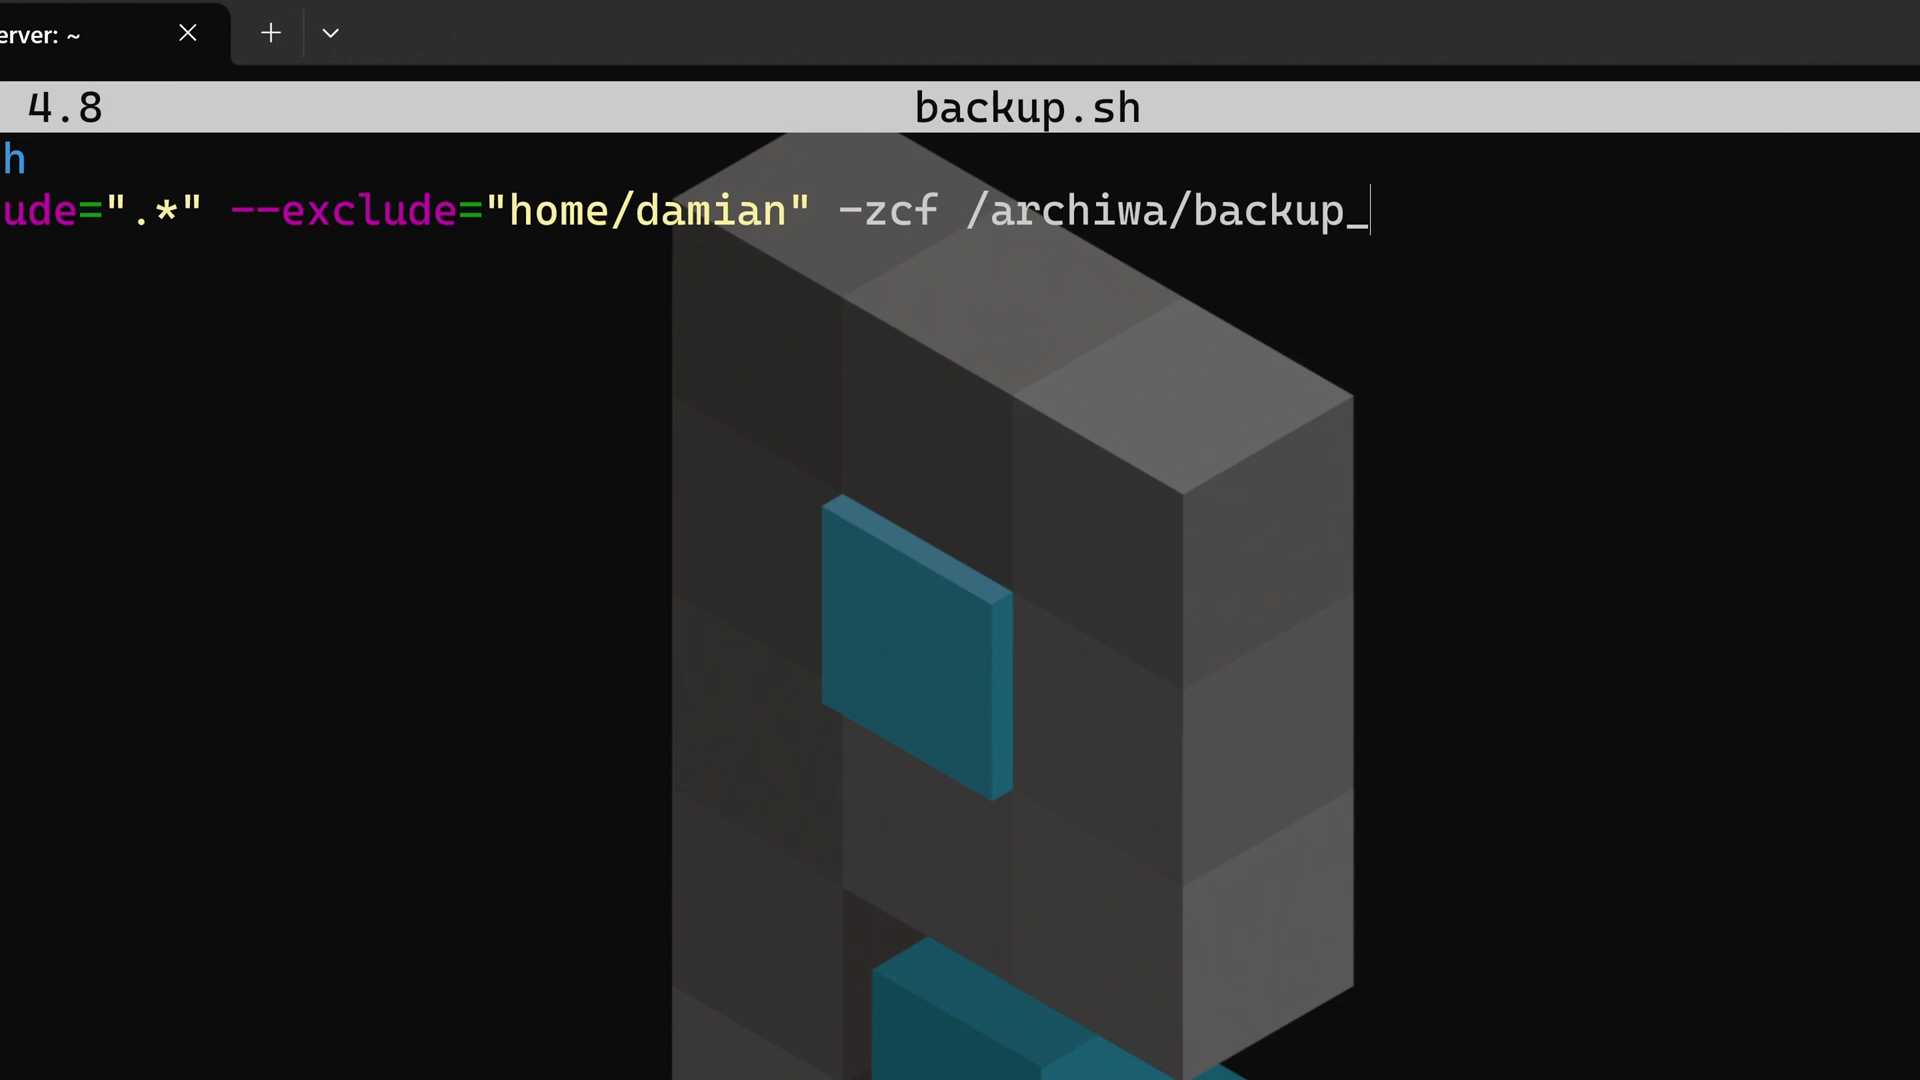 erver: ~
4.8 backup.sh
h
ude=".*" --exclude="home/damian" -zcf /archiwa/backup_